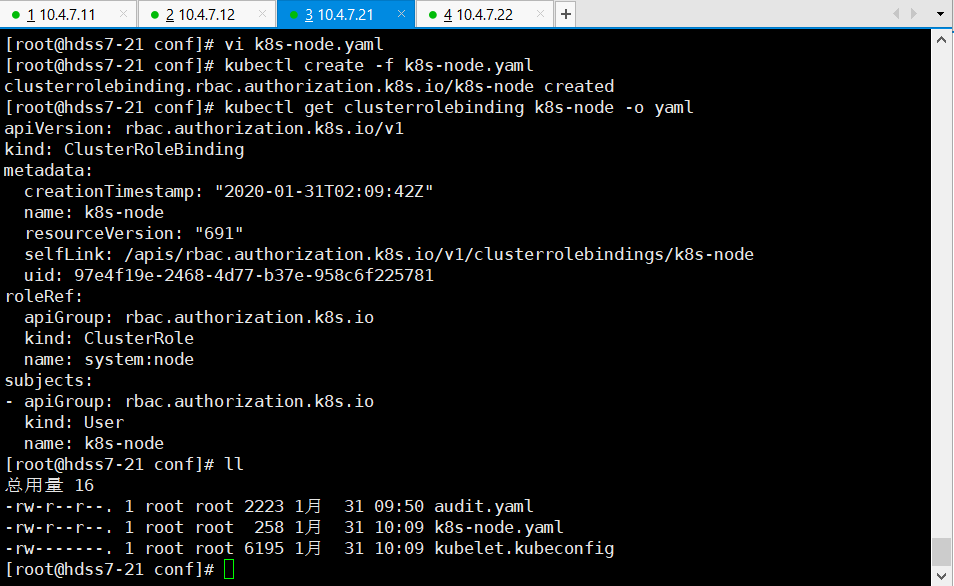 1 10.4.7.11 × 2 10.4.7.12 × 3 10.4.7.21 × 4 10.4.7.22 × +
[root@hdss7-21 conf]# vi k8s-node.yaml
[root@hdss7-21 conf]# kubectl create -f k8s-node.yaml
clusterrolebinding.rbac.authorization.k8s.io/k8s-node created
[root@hdss7-21 conf]# kubectl get clusterrolebinding k8s-node -o yaml
apiVersion: rbac.authorization.k8s.io/v1
kind: ClusterRoleBinding
metadata:
  creationTimestamp: "2020-01-31T02:09:42Z"
  name: k8s-node
  resourceVersion: "691"
  selfLink: /apis/rbac.authorization.k8s.io/v1/clusterrolebindings/k8s-node
  uid: 97e4f19e-2468-4d77-b37e-958c6f225781
roleRef:
  apiGroup: rbac.authorization.k8s.io
  kind: ClusterRole
  name: system:node
subjects:
- apiGroup: rbac.authorization.k8s.io
  kind: User
  name: k8s-node
[root@hdss7-21 conf]# ll
总用量 16
-rw-r--r--. 1 root root 2223 1月  31 09:50 audit.yaml
-rw-r--r--. 1 root root  258 1月  31 10:09 k8s-node.yaml
-rw-------. 1 root root 6195 1月  31 10:09 kubelet.kubeconfig
[root@hdss7-21 conf]#